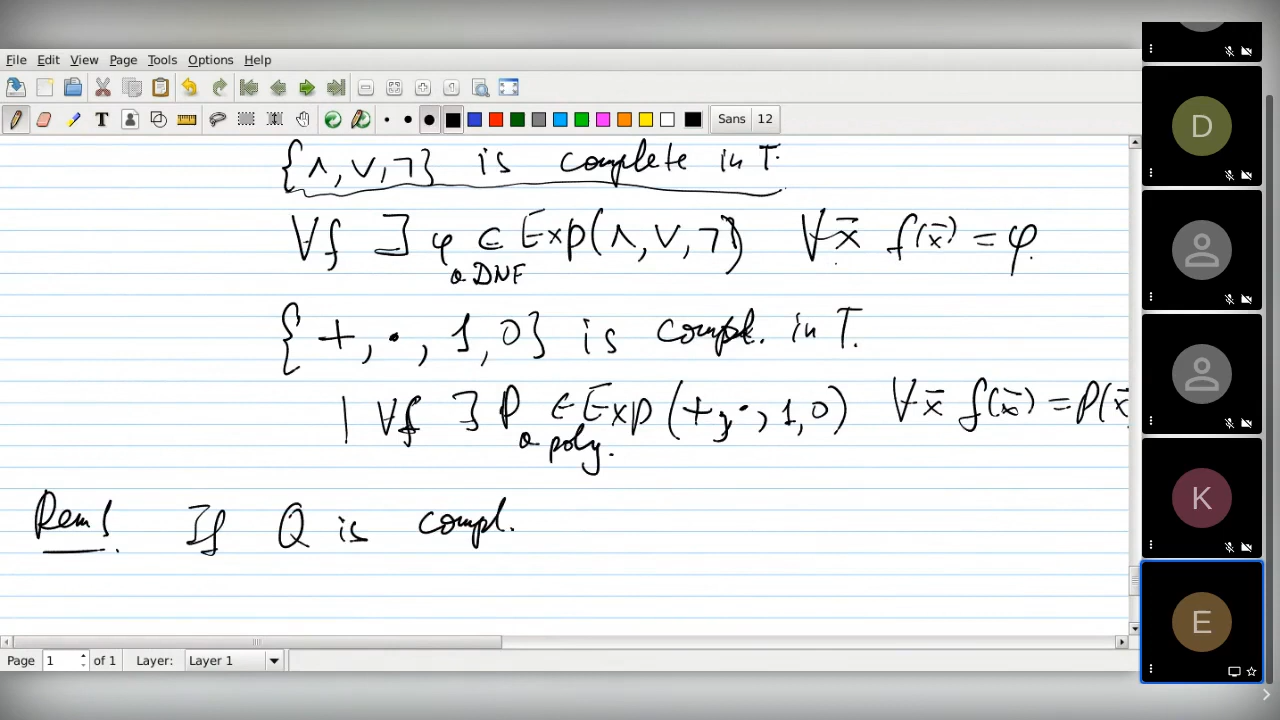 File Edit View Page Tools Options Help
Sans 12
{∧, ∨, ¬} is complete in T.
∀f ∃ φ ∈ Exp(∧, ∨, ¬) ∀x̄ f(x̄) = φ
a DNF
{+, ·, 1, 0} is compl. in T.
| ∀f ∃ P ∈ Exp(+, ·, 1, 0) ∀x̄ f(x̄) = P(x̄
a poly.
Rem! If Q is compl.
Page 1 of 1 Layer: Layer 1
D
K
E